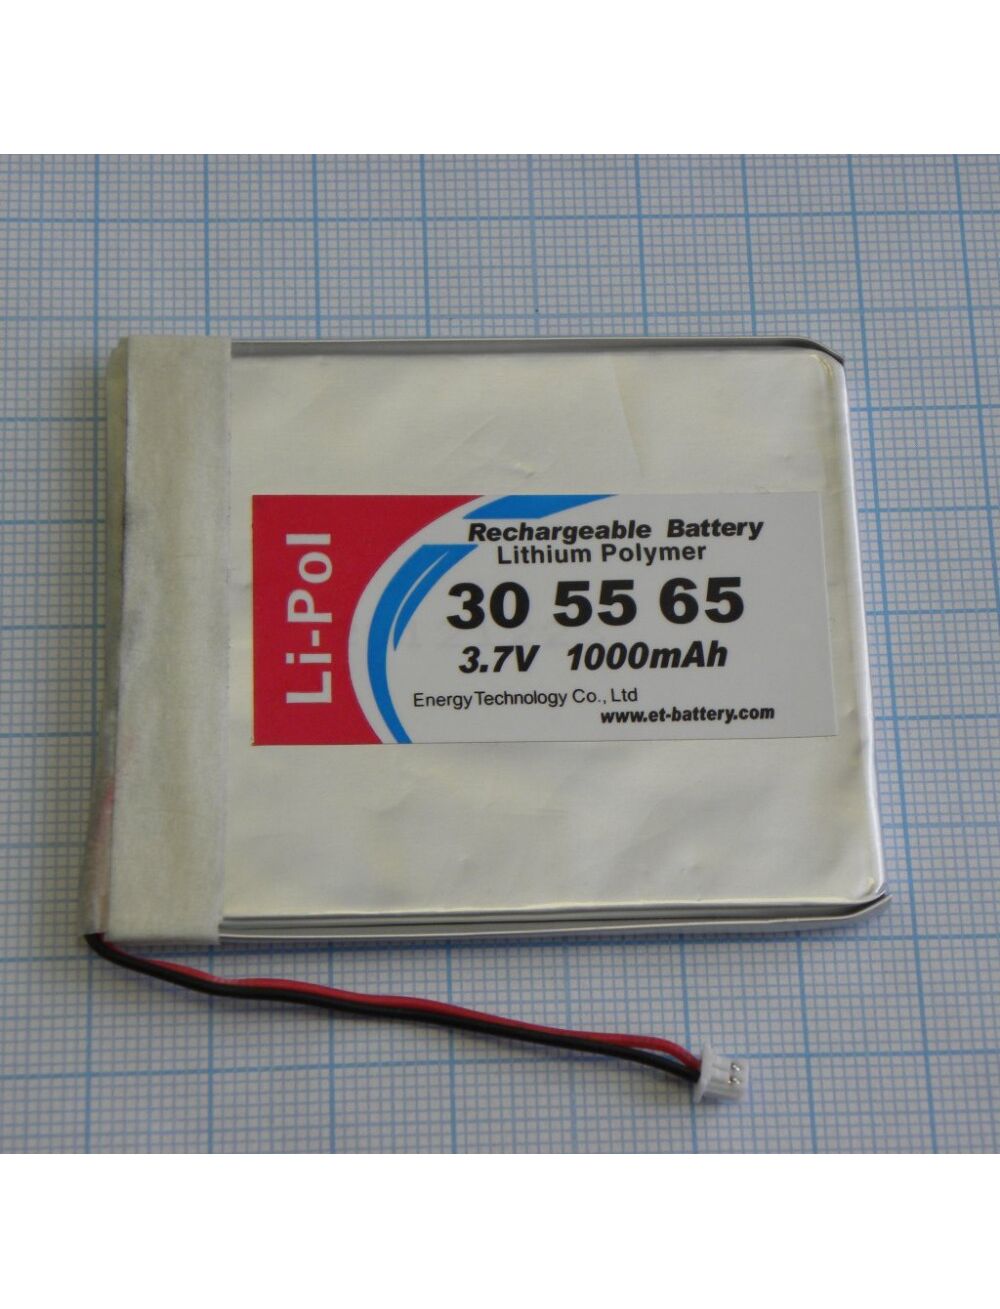 Li-Pol
Rechargeable Battery
Lithium Polymer
30 55 65
3.7V 1000mAh
Energy Technology Co., Ltd
www.et-battery.com